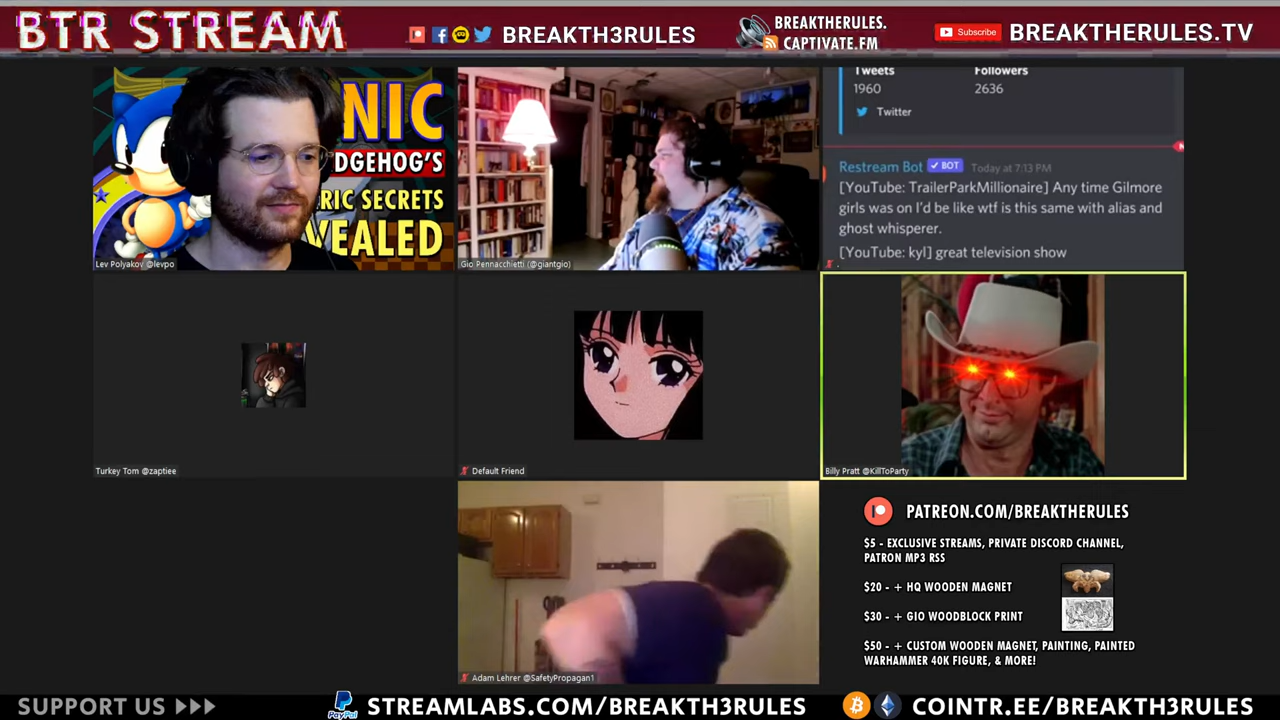 BTR STREAM
BREAKTH3RULES
BREAKTHERULES.
CAPTIVATE.FM
Subscribe
BREAKTHERULES.TV
NIC
DGEHOG'S
RIC SECRETS
VEALED
Lev Polyakov @levpo
Gio Pennacchietti (@giantgio)
Tweets
Followers
1960
2636
Twitter
Restream Bot BOT Today at 7:13 PM
[YouTube: TrailerParkMillionaire] Any time Gilmore
girls was on I'd be like wtf is this same with alias and
ghost whisperer.
[YouTube: kyl] great television show
Turkey Tom @zaptiee
Default Friend
Billy Pratt @KillToParty
Adam Lehrer @SafetyPropagan1
PATREON.COM/BREAKTHERULES
$5 - EXCLUSIVE STREAMS, PRIVATE DISCORD CHANNEL,
PATRON MP3 RSS
$20 - + HQ WOODEN MAGNET
$30 - + GIO WOODBLOCK PRINT
$50 - + CUSTOM WOODEN MAGNET, PAINTING, PAINTED
WARHAMMER 40K FIGURE, & MORE!
SUPPORT US
PayPal
STREAMLABS.COM/BREAKTH3RULES
COINTR.EE/BREAKTH3RULES